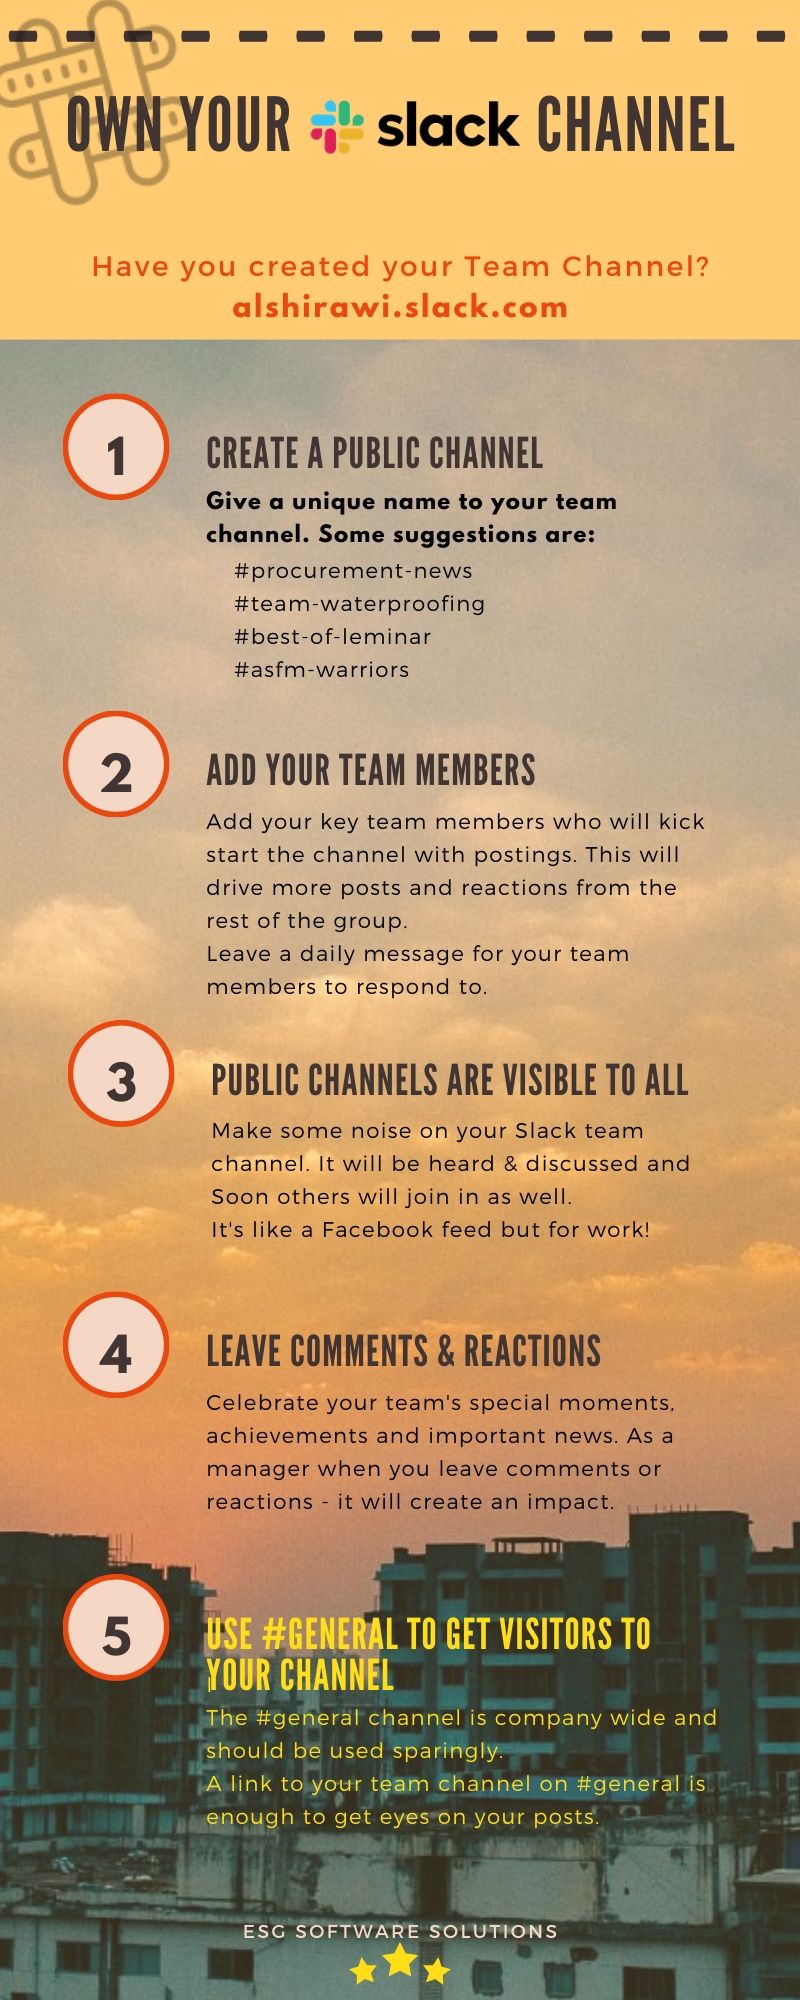 OWN YOUR slack CHANNEL
Have you created your Team Channel?
alshirawi.slack.com
1
CREATE A PUBLIC CHANNEL
Give a unique name to your team
channel. Some suggestions are:
#procurement-news
#team-waterproofing
#best-of-leminar
#asfm-warriors
2
ADD YOUR TEAM MEMBERS
Add your key team members who will kick
start the channel with postings. This will
drive more posts and reactions from the
rest of the group.
Leave a daily message for your team
members to respond to.
3
PUBLIC CHANNELS ARE VISIBLE TO ALL
Make some noise on your Slack team
channel. It will be heard & discussed and
Soon others will join in as well.
It's like a Facebook feed but for work!
4
LEAVE COMMENTS & REACTIONS
Celebrate your team's special moments,
achievements and important news. As a
manager when you leave comments or
reactions - it will create an impact.
5
USE #GENERAL TO GET VISITORS TO
YOUR CHANNEL
The #general channel is company wide and
should be used sparingly.
A link to your team channel on #general is
enough to get eyes on your posts.
ESG SOFTWARE SOLUTIONS